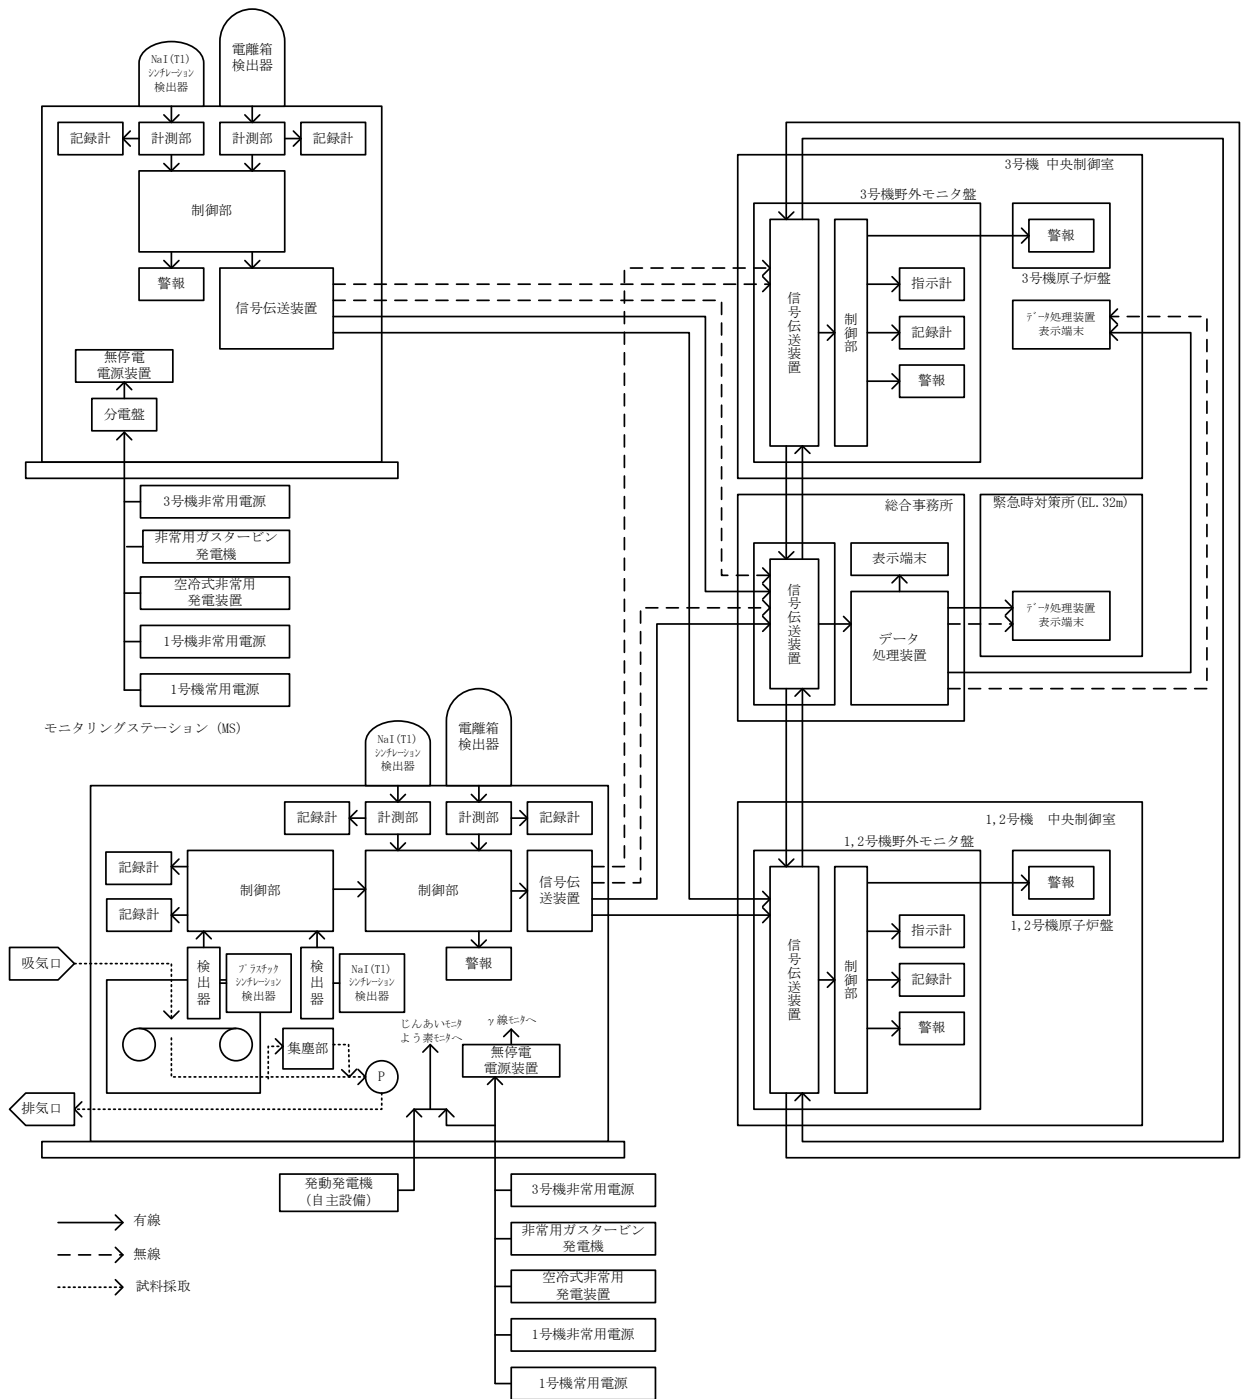 NaI(Tl)
シンチレーション
検出器
電離箱
検出器
記録計
計測部
計測部
記録計
制御部
警報
信号伝送装置
無停電
電源装置
分電盤
3号機非常用電源
非常用ガスタービン
発電機
空冷式非常用
発電装置
1号機非常用電源
1号機常用電源
モニタリングステーション (MS)
3号機 中央制御室
3号機野外モニタ盤
信号伝送装置
制御部
指示計
記録計
警報
警報
3号機原子炉盤
データ処理装置
表示端末
総合事務所
信号伝送装置
表示端末
データ
処理装置
緊急時対策所(EL.32m)
データ処理装置
表示端末
NaI(Tl)
シンチレーション
検出器
電離箱
検出器
記録計
計測部
計測部
記録計
記録計
記録計
制御部
制御部
信号伝
送装置
警報
吸気口
検出器
プラスチック
シンチレーション
検出器
検出器
NaI(Tl)
シンチレーション
検出器
集塵部
P
排気口
じんあいモニタ
よう素モニタへ
γ線モニタへ
無停電
電源装置
発動発電機
(自主設備)
3号機非常用電源
非常用ガスタービン
発電機
空冷式非常用
発電装置
1号機非常用電源
1号機常用電源
1,2号機 中央制御室
1,2号機野外モニタ盤
信号伝送装置
制御部
指示計
記録計
警報
警報
1,2号機原子炉盤
有線
無線
試料採取